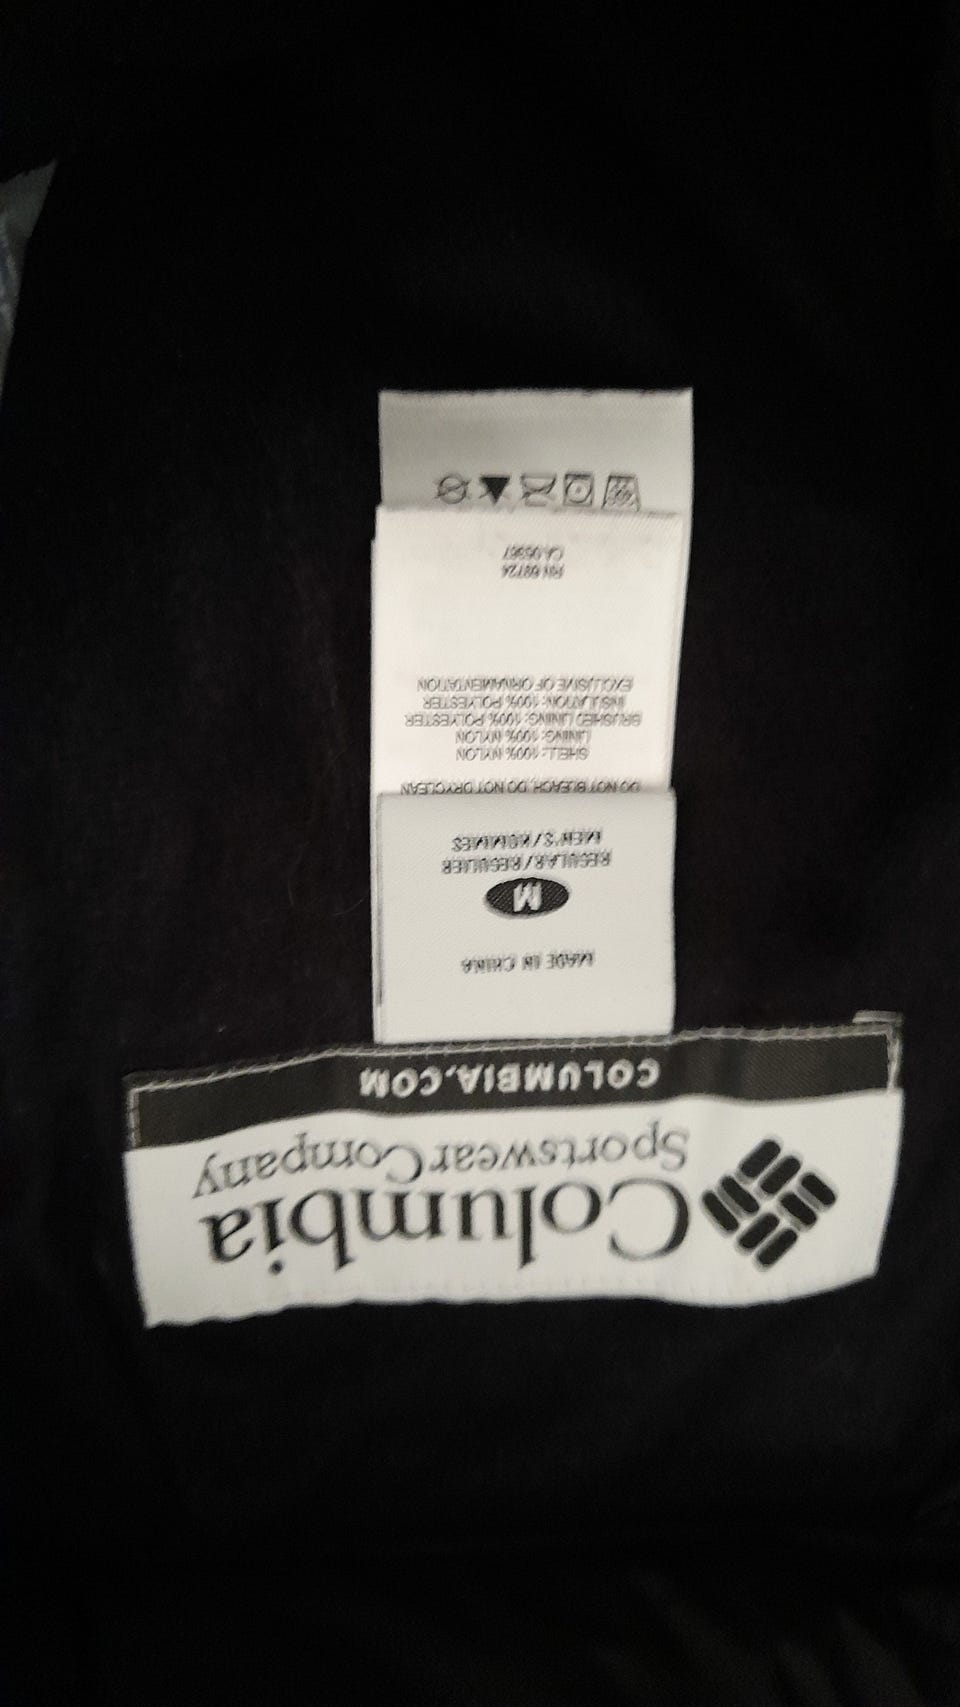 Columbia
Sportswear Company
COLUMBIA.COM
MADE IN CHINA
M
REGULAR/REGULIER
MEN'S/HOMMES
DO NOT BLEACH, DO NOT DRYCLEAN
SHELL: 100% NYLON
LINING: 100% NYLON
BRUSHED LINING: 100% POLYESTER
INSULATION: 100% POLYESTER
EXCLUSIVE OF ORNAMENTATION
RN 69724
CA 05367